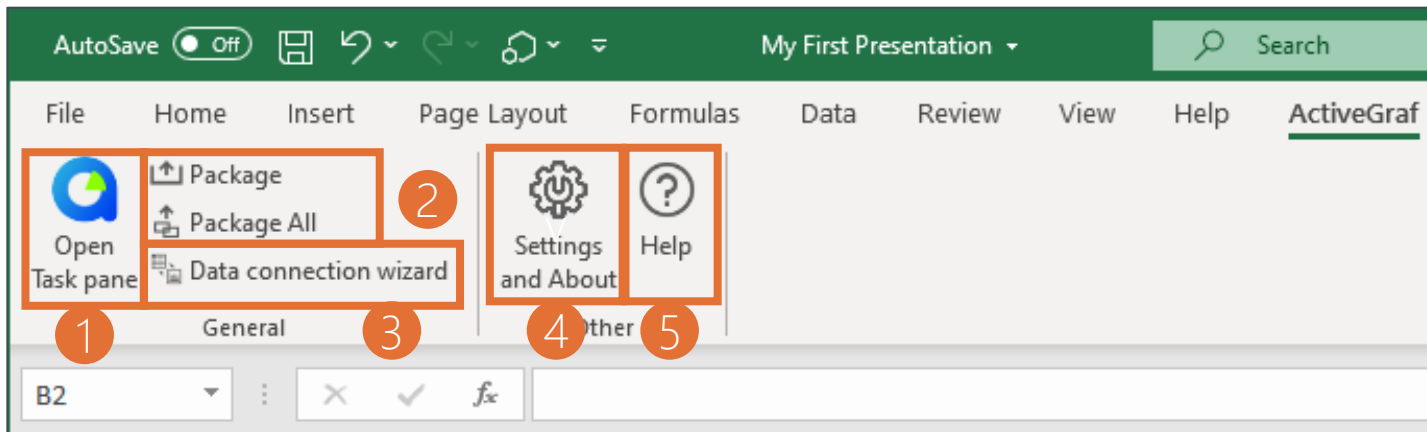 AutoSave Off My First Presentation Search
File Home Insert Page Layout Formulas Data Review View Help ActiveGraf
Open
Task pane
Package
Package All
Data connection wizard
2
Settings
and About
Help
1
General
3
4
Other
5
B2 fx